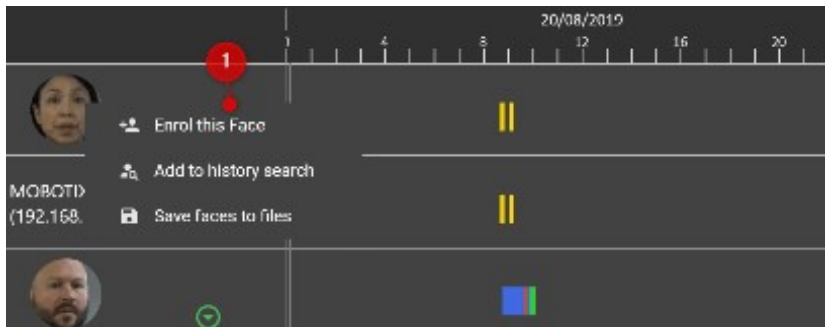 20/08/2019
4 8 12 16 20
1
Enrol this Face
Add to history search
MOBOTIX
(192.168.
Save faces to files